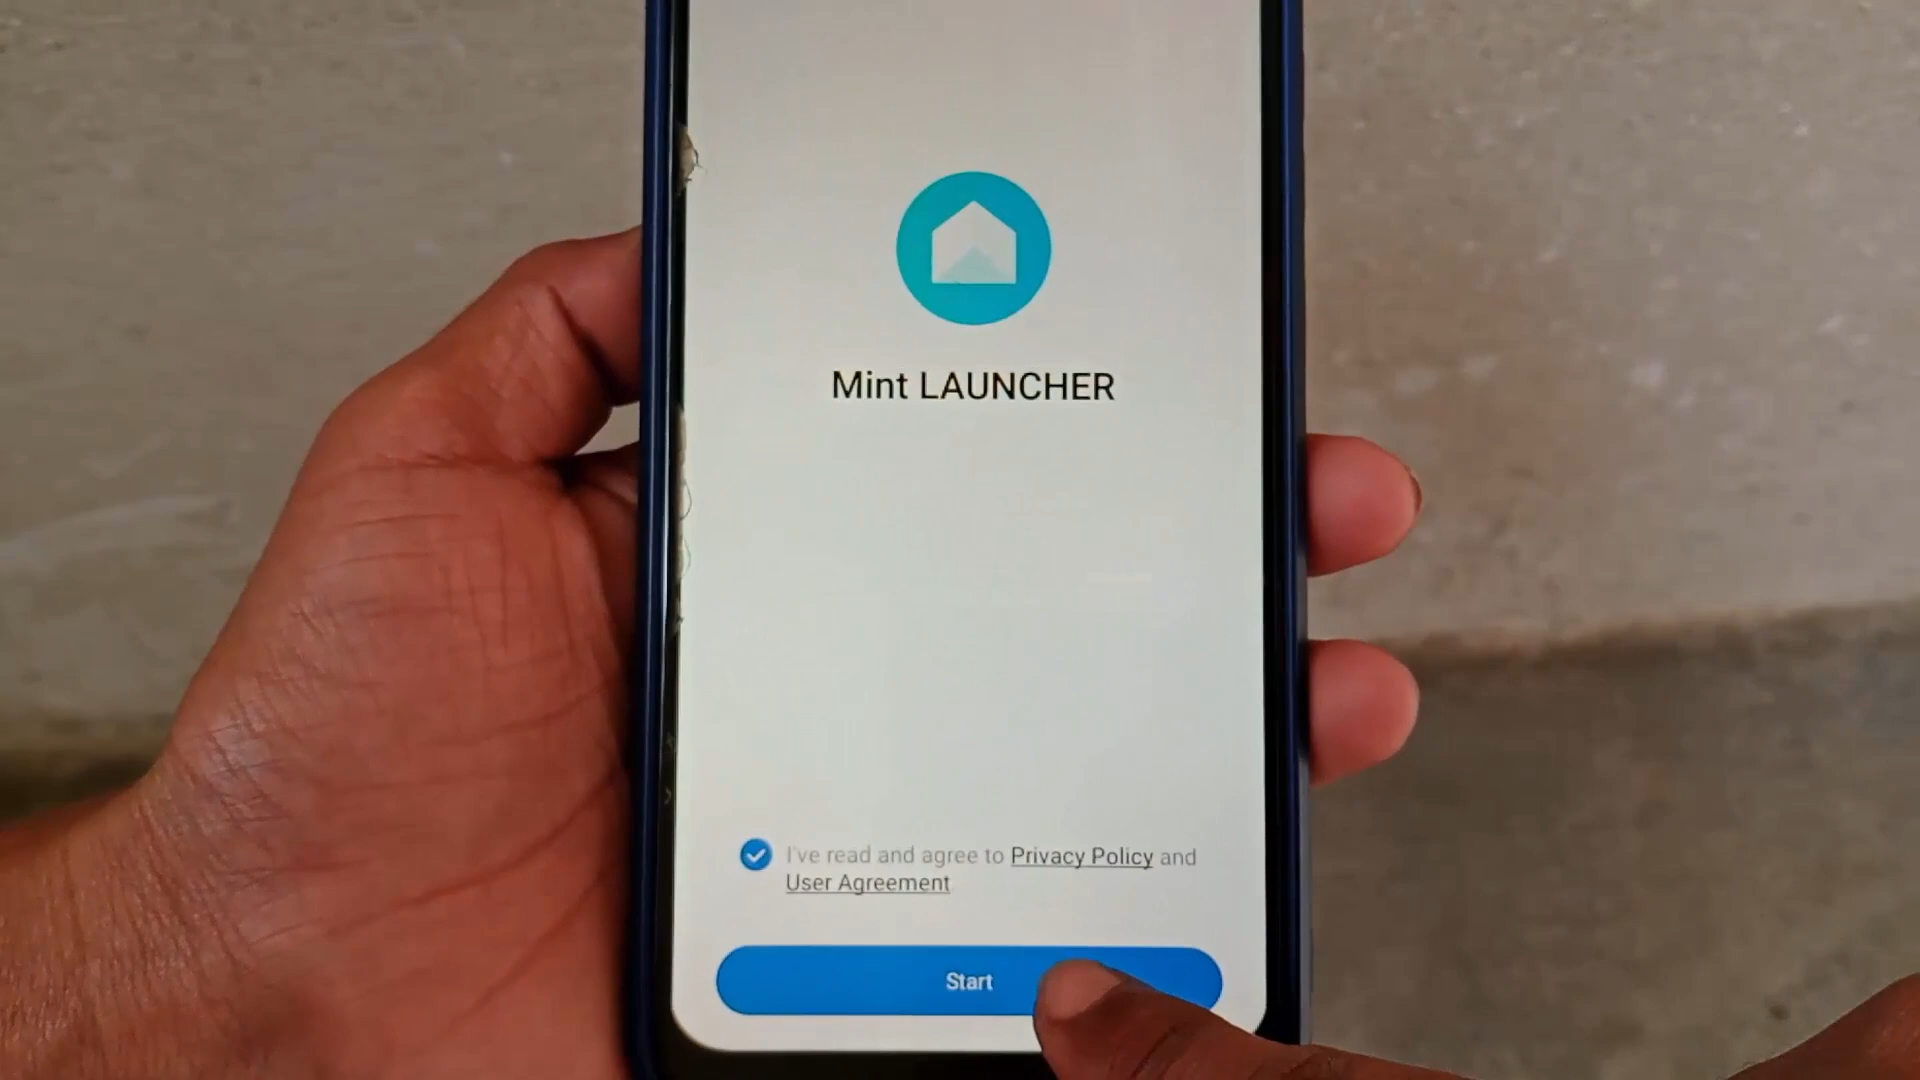 Mint LAUNCHER
I've read and agree to Privacy Policy and
User Agreement
Start